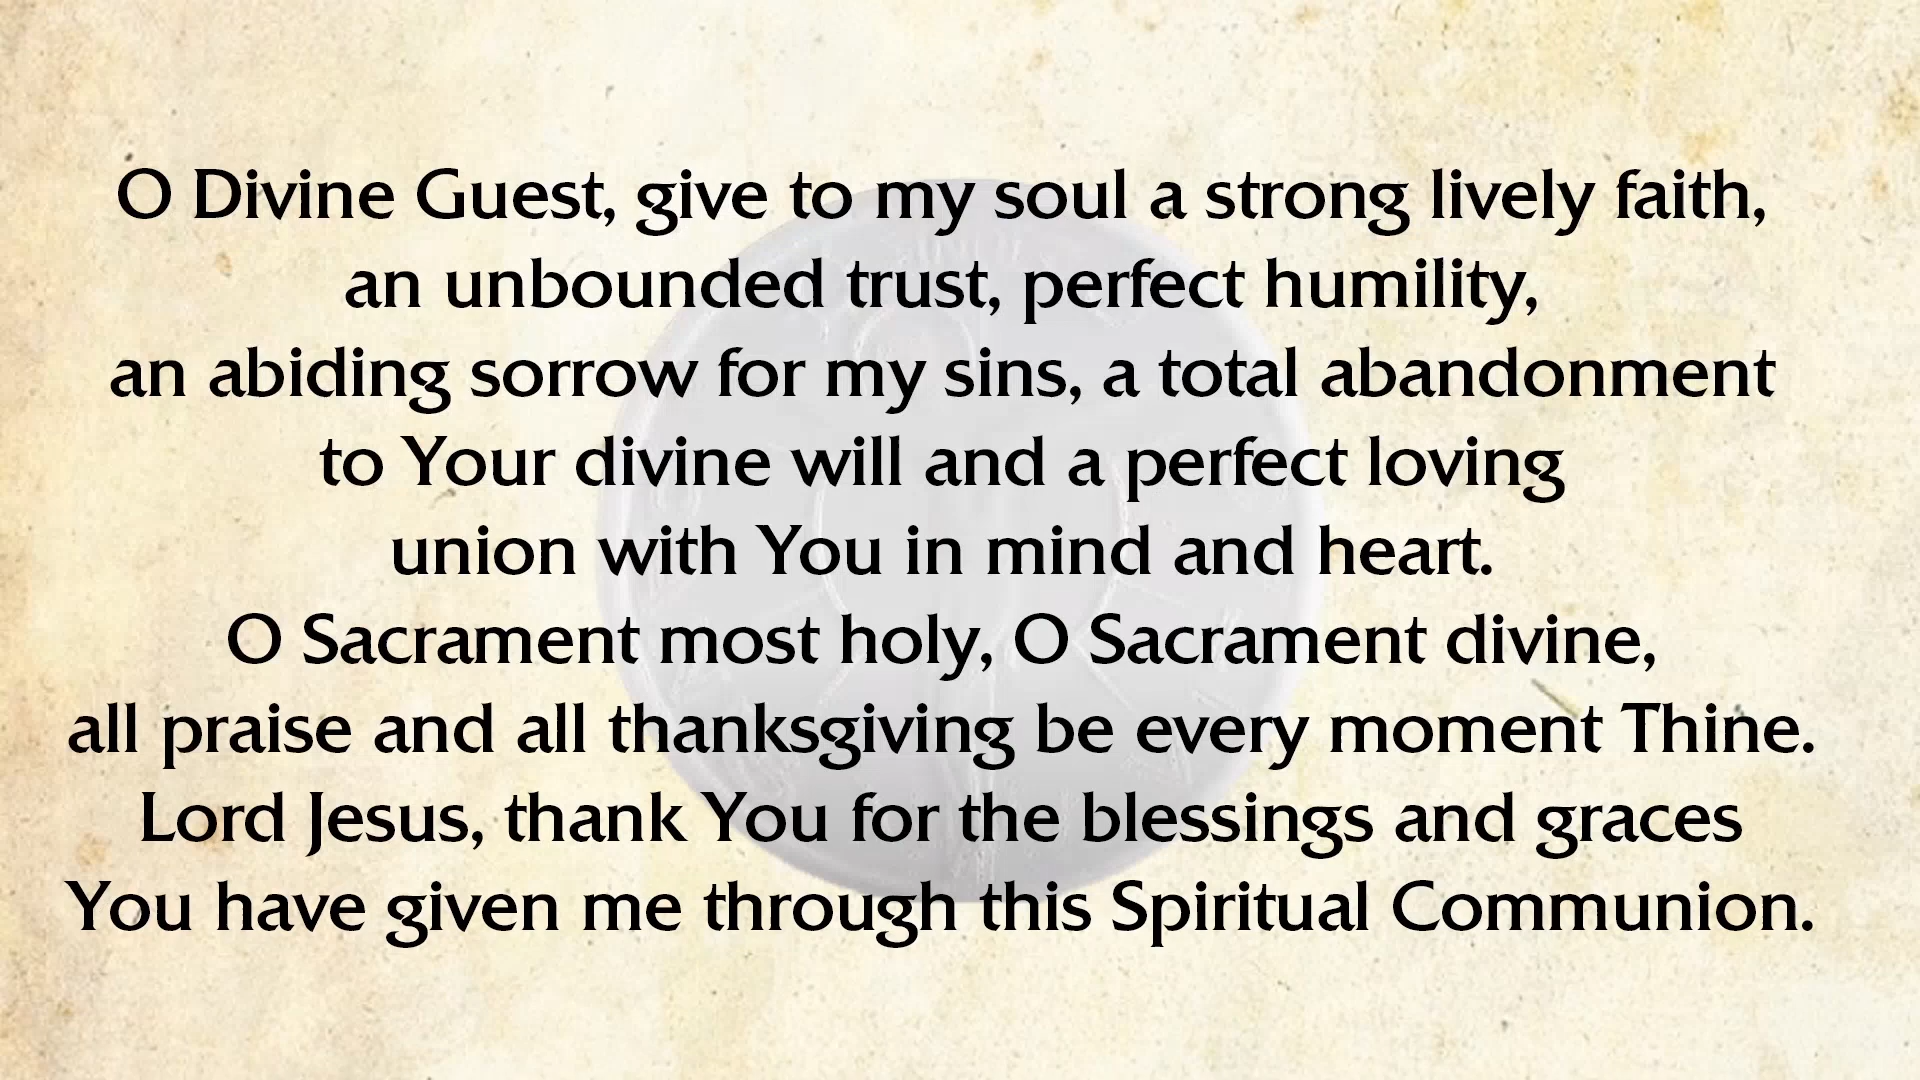 O Divine Guest, give to my soul a strong lively faith,
an unbounded trust, perfect humility,
an abiding sorrow for my sins, a total abandonment
to Your divine will and a perfect loving
union with You in mind and heart.
O Sacrament most holy, O Sacrament divine,
all praise and all thanksgiving be every moment Thine.
Lord Jesus, thank You for the blessings and graces
You have given me through this Spiritual Communion.